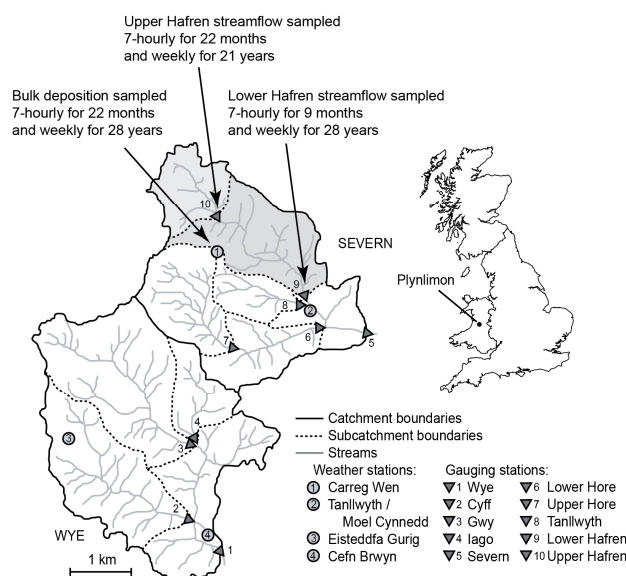 Upper Hafren streamflow sampled
7-hourly for 22 months
and weekly for 21 years
Bulk deposition sampled
7-hourly for 22 months
and weekly for 28 years
Lower Hafren streamflow sampled
7-hourly for 9 months
and weekly for 28 years
10
SEVERN
1
9
8
2
6
5
7
Plynlimon
4
3
3
2
4
1
WYE
1 km
Catchment boundaries
Subcatchment boundaries
Streams
Weather stations:
1 Carreg Wen
2 Tanllwyth /
Moel Cynnedd
3 Eisteddfa Gurig
4 Cefn Brwyn
Gauging stations:
1 Wye
2 Cyff
3 Gwy
4 Iago
5 Severn
6 Lower Hore
7 Upper Hore
8 Tanllwyth
9 Lower Hafren
10 Upper Hafren